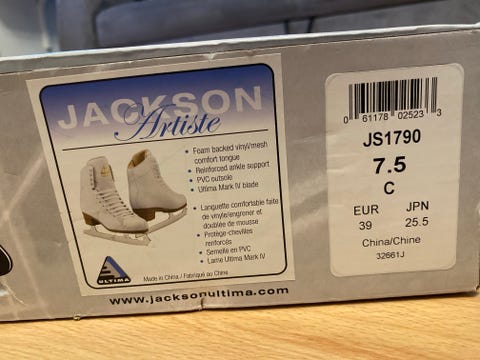 JACKSON
Artiste
• Foam backed vinyl/mesh
comfort tongue
• Reinforced ankle support
• PVC outsole
• Ultima Mark IV blade
• Languette comfortable faite
de vinyle/engrener et
doublée de mousse
• Protège-chevilles
renforcés
• Semelle en PVC
• Lame Ultima Mark IV
ULTIMA
Made in China / Fabriqué au Chine
www.jacksonultima.com
0 61178 02523 3
JS1790
7.5
C
EUR JPN
39 25.5
China/Chine
32661J